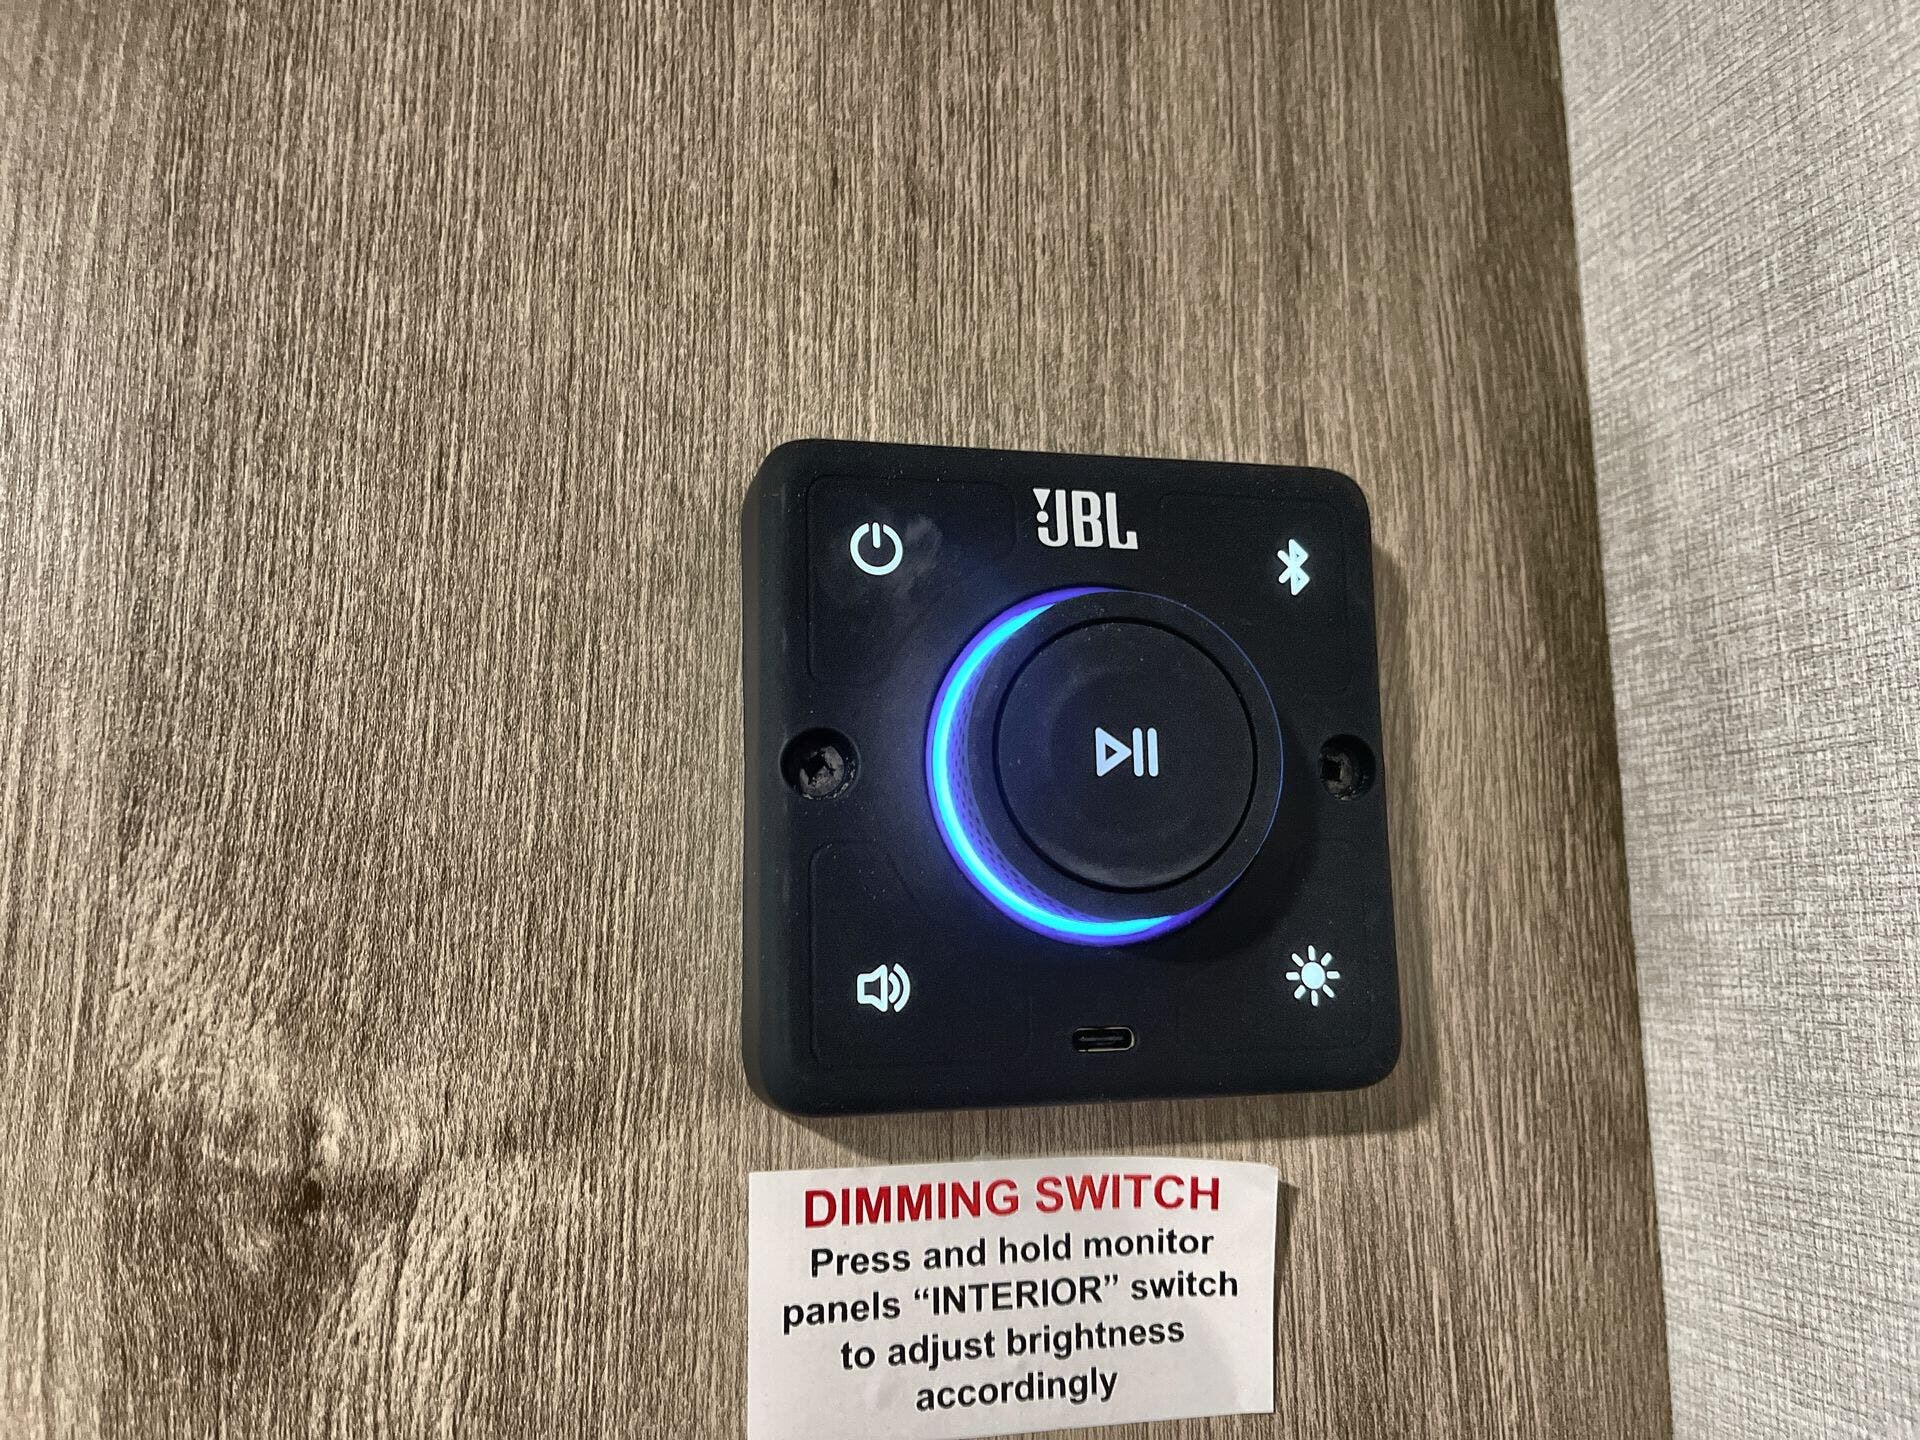 JBL
DIMMING SWITCH
Press and hold monitor
panels “INTERIOR” switch
to adjust brightness
accordingly